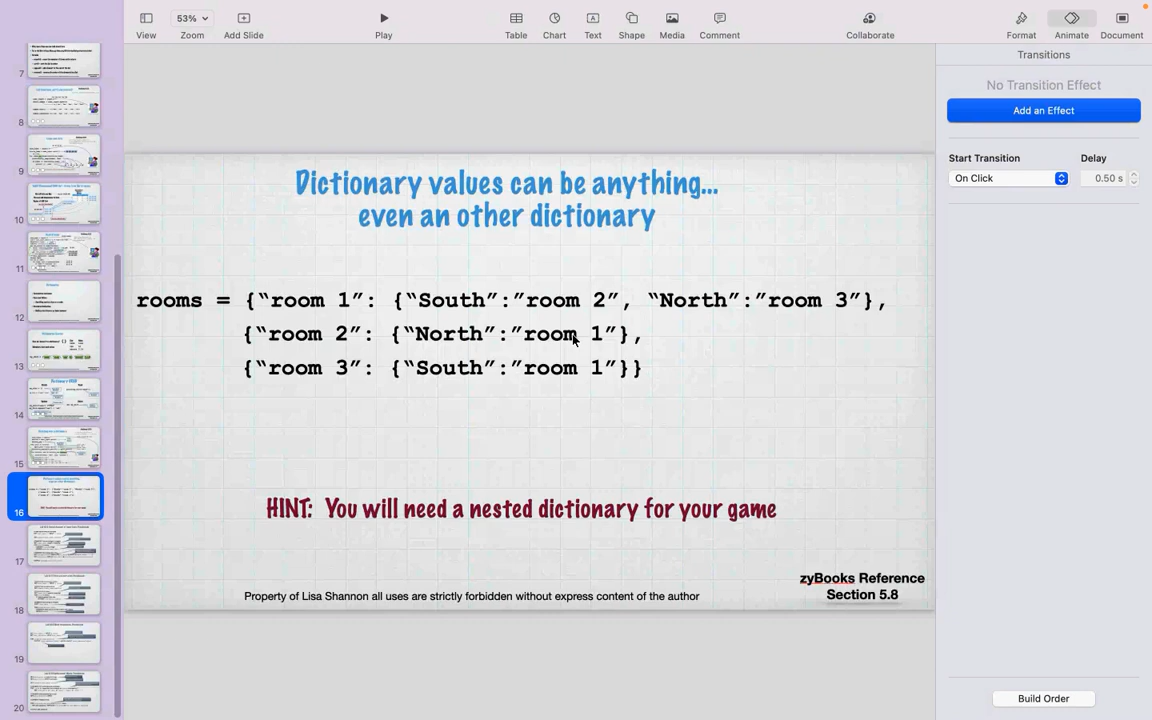 53%
View
Zoom
Add Slide
Play
Table
Chart
Text
Shape
Media
Comment
Collaborate
Format
Animate
Document
Transitions
No Transition Effect
Add an Effect
Start Transition
Delay
On Click
0.50 s
7
8
9
10
11
12
13
14
15
16
17
18
19
20
Dictionary values can be anything...
even an other dictionary
rooms = {“room 1”: {“South”:”room 2”, “North”:”room 3”},
{“room 2”: {“North”:”room 1”},
{“room 3”: {“South”:”room 1”}}
HINT: You will need a nested dictionary for your game
zyBooks Reference
Section 5.8
Property of Lisa Shannon all uses are strictly forbidden without express content of the author
Build Order